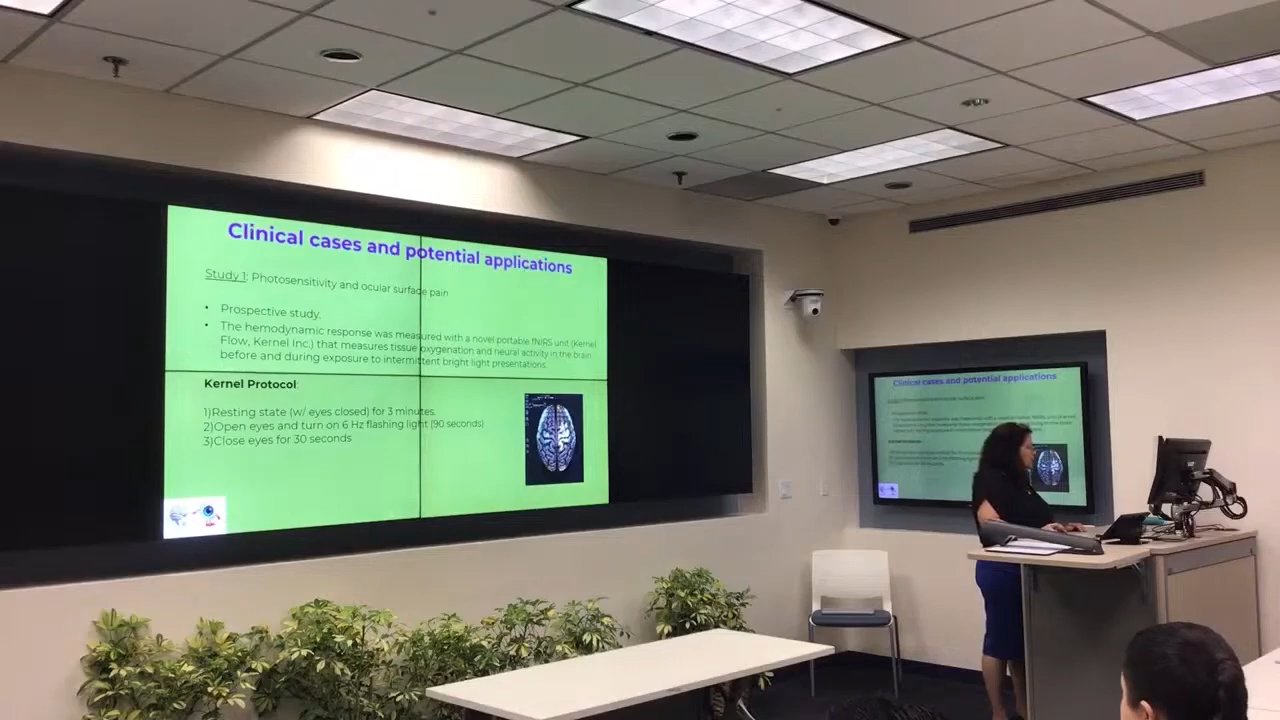 Clinical cases and potential applications
Study 1: Photosensitivity and ocular surface pain
• Prospective study.
• The hemodynamic response was measured with a novel portable fNIRS unit (Kernel
Flow, Kernel Inc.) that measures tissue oxygenation and neural activity in the brain
before and during exposure to intermittent bright light presentations.
Kernel Protocol:
1)Resting state (w/ eyes closed) for 3 minutes.
2)Open eyes and turn on 6 Hz flashing light (90 seconds)
3)Close eyes for 30 seconds
Clinical cases and potential applications